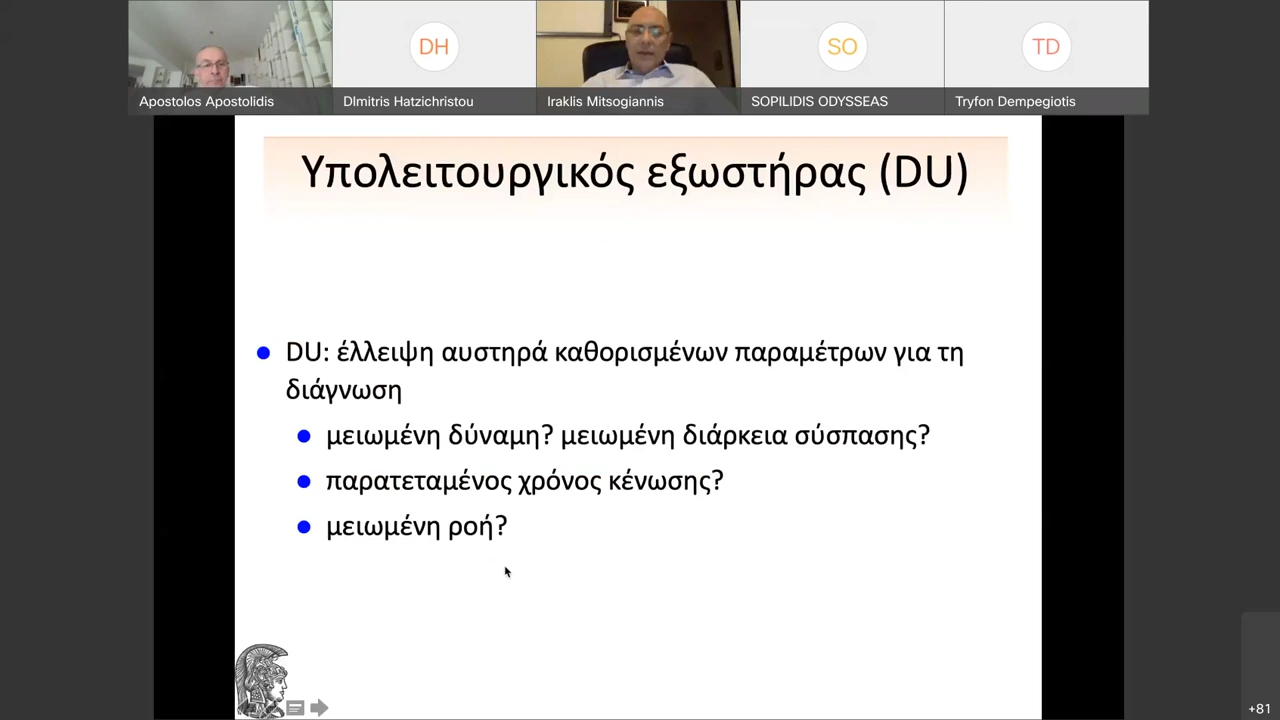 DH
SO
TD
Apostolos Apostolidis
DImitris Hatzichristou
Iraklis Mitsogiannis
SOPILIDIS ODYSSEAS
Tryfon Dempegiotis
Υπολειτουργικός εξωστήρας (DU)
DU: έλλειψη αυστηρά καθορισμένων παραμέτρων για τη
διάγνωση
μειωμένη δύναμη? μειωμένη διάρκεια σύσπασης?
παρατεταμένος χρόνος κένωσης?
μειωμένη ροή?
+81